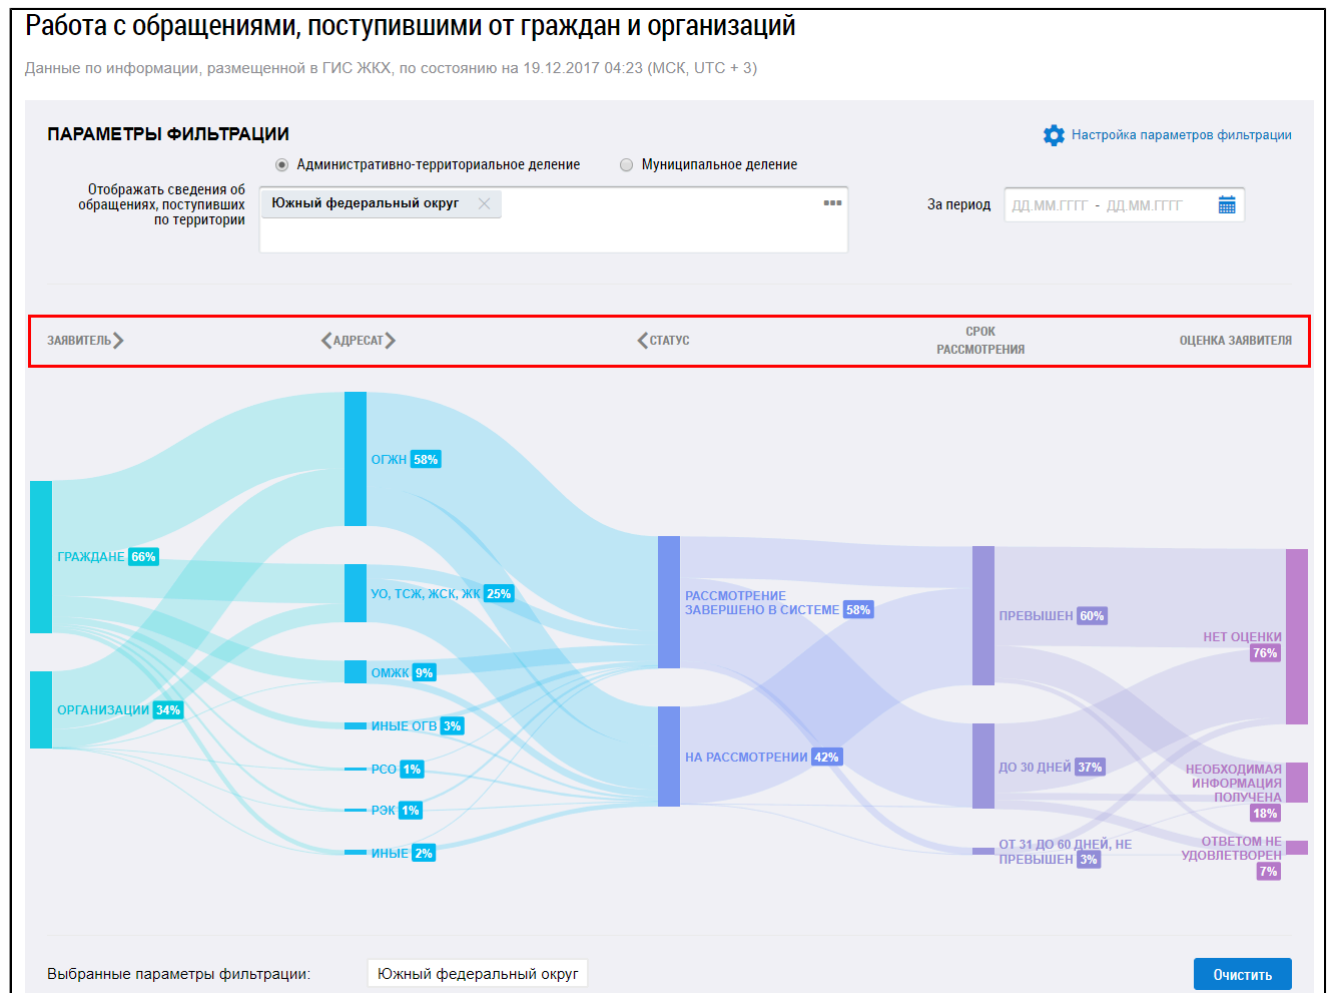 Работа с обращениями, поступившими от граждан и организаций
Данные по информации, размещенной в ГИС ЖКХ, по состоянию на 19.12.2017 04:23 (МСК, UTC + 3)
ПАРАМЕТРЫ ФИЛЬТРАЦИИ
Настройка параметров фильтрации
Административно-территориальное деление
Муниципальное деление
Отображать сведения об
обращениях, поступивших
по территории
Южный федеральный округ
За период
ДД.ММ.ГГГГ - ДД.ММ.ГГГГ
ЗАЯВИТЕЛЬ
АДРЕСАТ
СТАТУС
СРОК
РАССМОТРЕНИЯ
ОЦЕНКА ЗАЯВИТЕЛЯ
ГРАЖДАНЕ 66%
ОРГАНИЗАЦИИ 34%
ОГЖН 58%
УО, ТСЖ, ЖСК, ЖК 25%
ОМЖК 9%
ИНЫЕ ОГВ 3%
РСО 1%
РЭК 1%
ИНЫЕ 2%
РАССМОТРЕНИЕ
ЗАВЕРШЕНО В СИСТЕМЕ 58%
НА РАССМОТРЕНИИ 42%
ПРЕВЫШЕН 60%
ДО 30 ДНЕЙ 37%
ОТ 31 ДО 60 ДНЕЙ, НЕ
ПРЕВЫШЕН 3%
НЕТ ОЦЕНКИ
76%
НЕОБХОДИМАЯ
ИНФОРМАЦИЯ
ПОЛУЧЕНА
18%
ОТВЕТОМ НЕ
УДОВЛЕТВОРЕН
7%
Выбранные параметры фильтрации:
Южный федеральный округ
Очистить